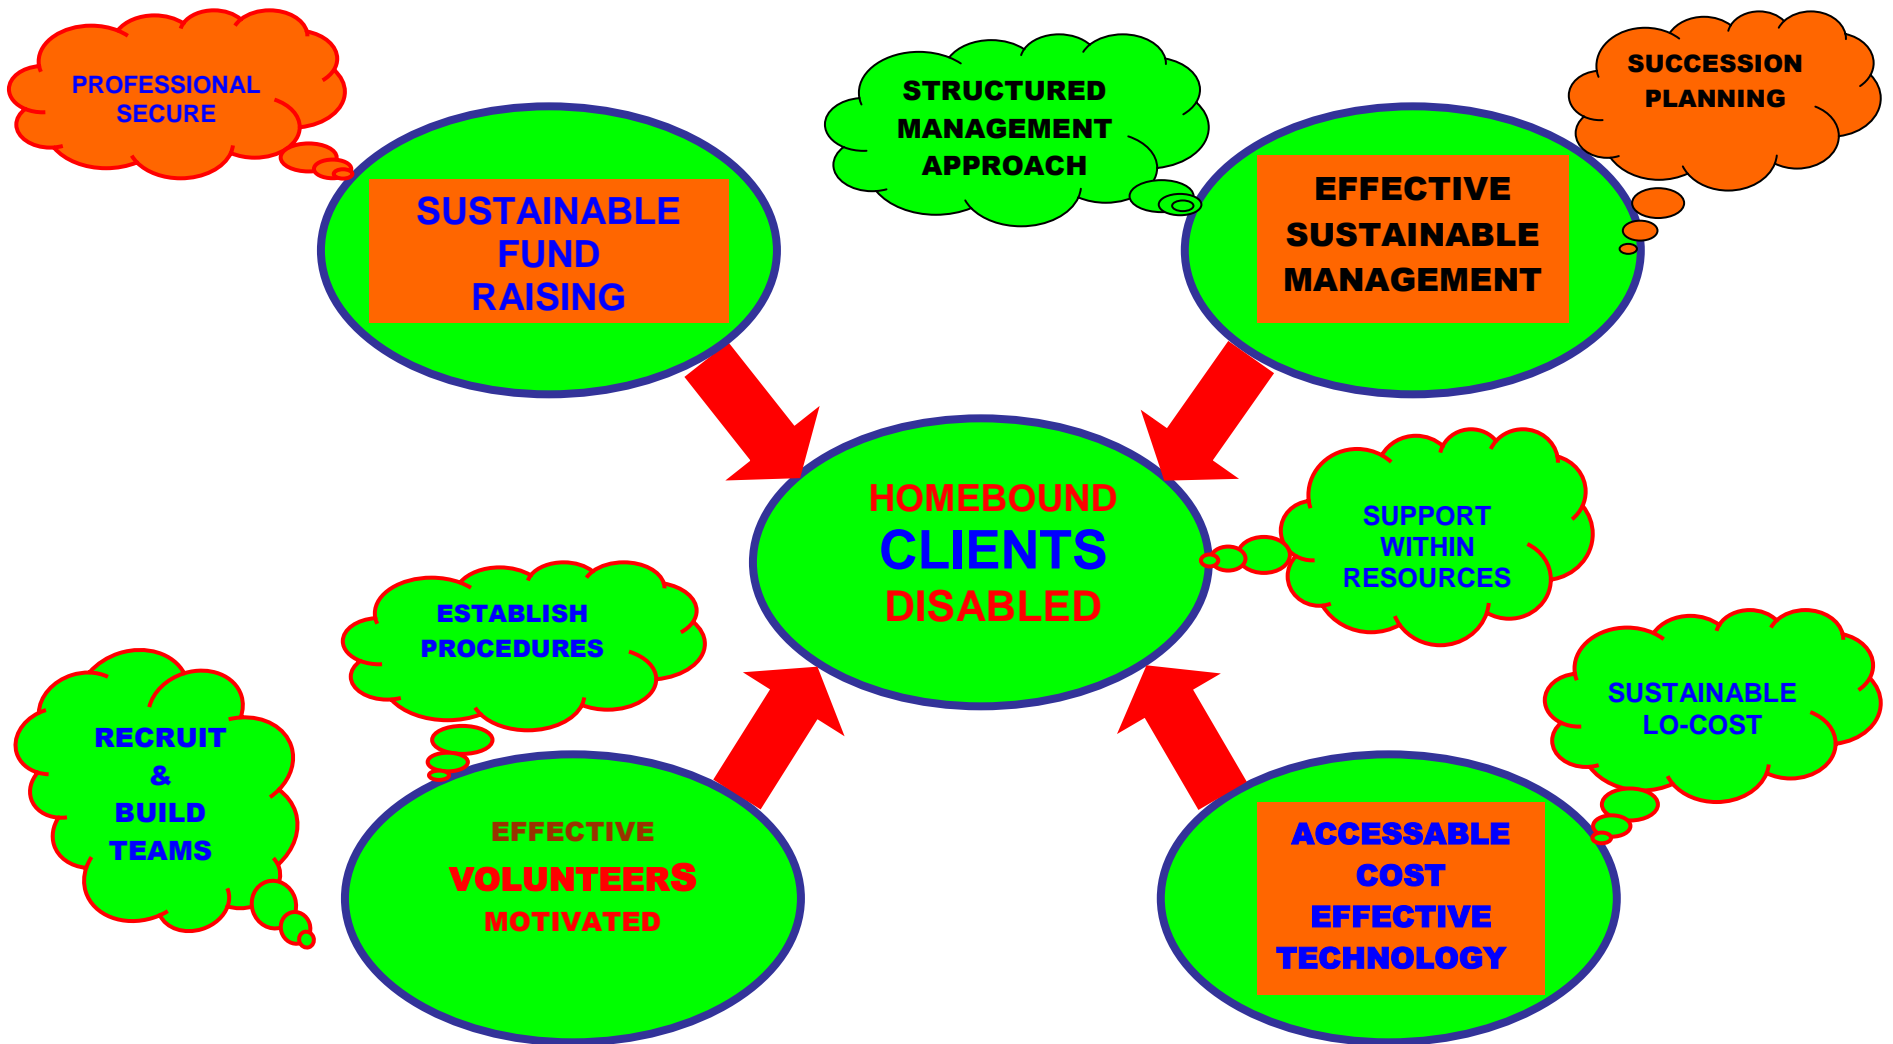 PROFESSIONAL
SECURE
SUSTAINABLE
FUND
RAISING
STRUCTURED
MANAGEMENT
APPROACH
SUCCESSION
PLANNING
EFFECTIVE
SUSTAINABLE
MANAGEMENT
HOMEBOUND
CLIENTS
DISABLED
SUPPORT
WITHIN
RESOURCES
ESTABLISH
PROCEDURES
RECRUIT
&
BUILD
TEAMS
EFFECTIVE
VOLUNTEERS
MOTIVATED
SUSTAINABLE
LO-COST
ACCESSABLE
COST
EFFECTIVE
TECHNOLOGY